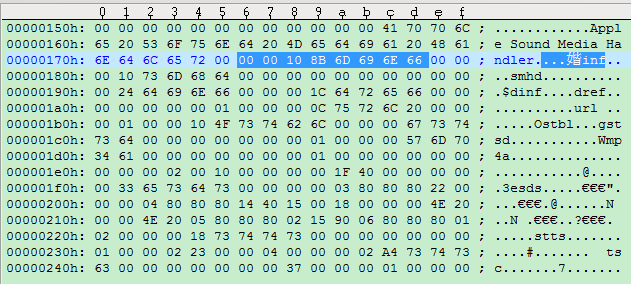 0 1 2 3 4 5 6 7 8 9 a b c d e f
00000150h: 00 00 00 00 00 00 00 00 00 00 00 00 41 70 70 6C ; ............Appl
00000160h: 65 20 53 6F 75 6E 64 20 4D 65 64 69 61 20 48 61 ; e Sound Media Ha
00000170h: 6E 64 6C 65 72 00 00 00 10 8B 6D 69 6E 66 00 00 ; ndler....媘inf..
00000180h: 00 10 73 6D 68 64 00 00 00 00 00 00 00 00 00 00 ; ..smhd..........
00000190h: 00 24 64 69 6E 66 00 00 00 1C 64 72 65 66 00 00 ; .$dinf....dref..
000001a0h: 00 00 00 00 00 01 00 00 00 0C 75 72 6C 20 00 00 ; ..........url ..
000001b0h: 00 01 00 00 10 4F 73 74 62 6C 00 00 00 67 73 74 ; .....Ostbl...gst
000001c0h: 73 64 00 00 00 00 00 00 00 01 00 00 00 57 6D 70 ; sd...........Wmp
000001d0h: 34 61 00 00 00 00 00 00 00 01 00 00 00 00 00 00 ; 4a..............
000001e0h: 00 00 00 02 00 10 00 00 00 00 1F 40 00 00 00 00 ; ...........@....
000001f0h: 00 33 65 73 64 73 00 00 00 00 03 80 80 80 22 00 ; .3esds.....€€€".
00000200h: 00 00 04 80 80 80 14 40 15 00 18 00 00 00 4E 20 ; ...€€€.@......N
00000210h: 00 00 4E 20 05 80 80 80 02 15 90 06 80 80 80 01 ; ..N .€€€..?€€€.
00000220h: 02 00 00 00 18 73 74 74 73 00 00 00 00 00 00 00 ; .....stts.......
00000230h: 01 00 00 02 23 00 00 04 00 00 00 02 A4 73 74 73 ; ....#....... ts
00000240h: 63 00 00 00 00 00 00 00 37 00 00 00 01 00 00 00 ; c.......7.......